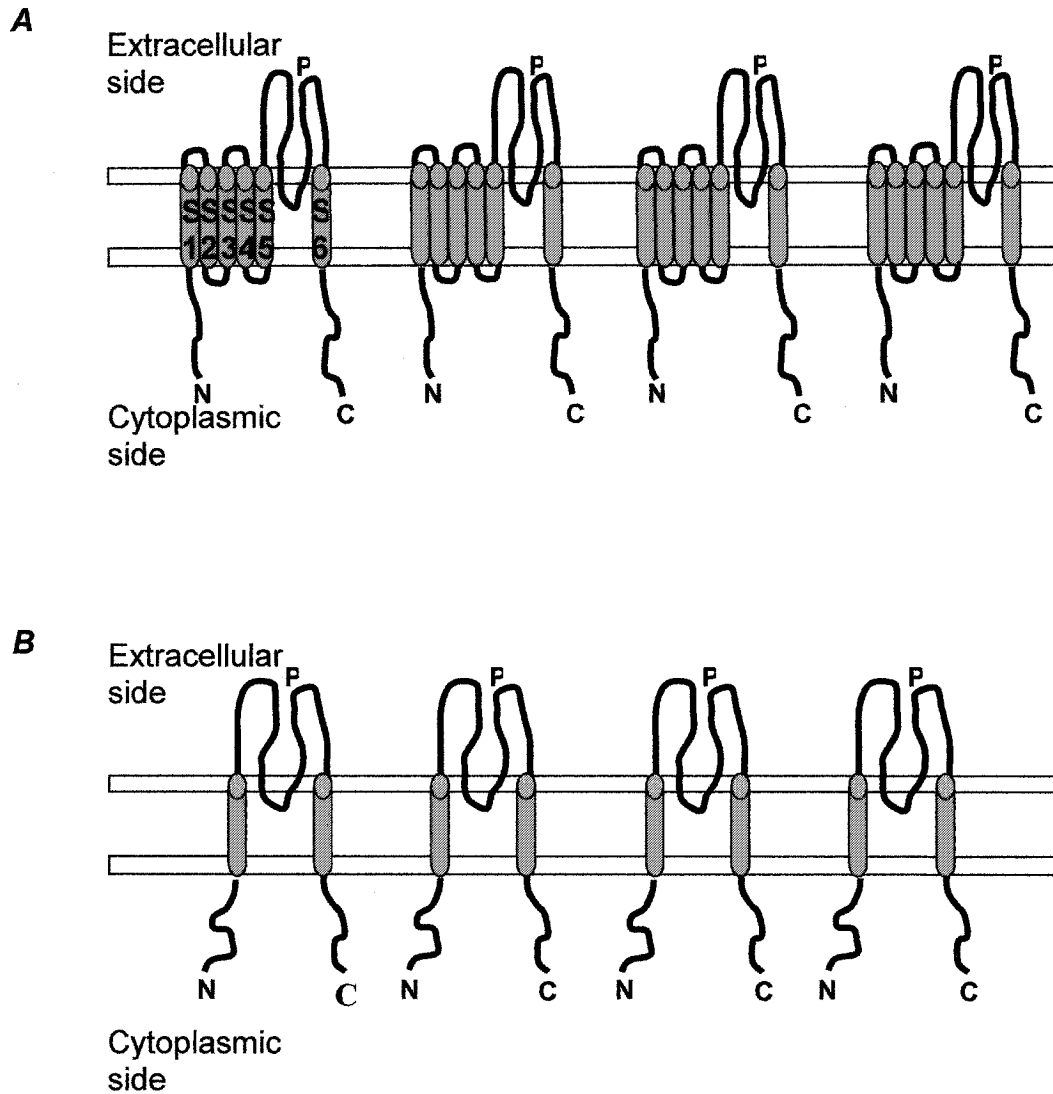 A
Extracellular
side
P P P P
S S S S S S
1 2 3 4 5 6
N N N N
C C C C
Cytoplasmic
side
B
Extracellular
side
P P P P
N C N C N C N C
Cytoplasmic
side